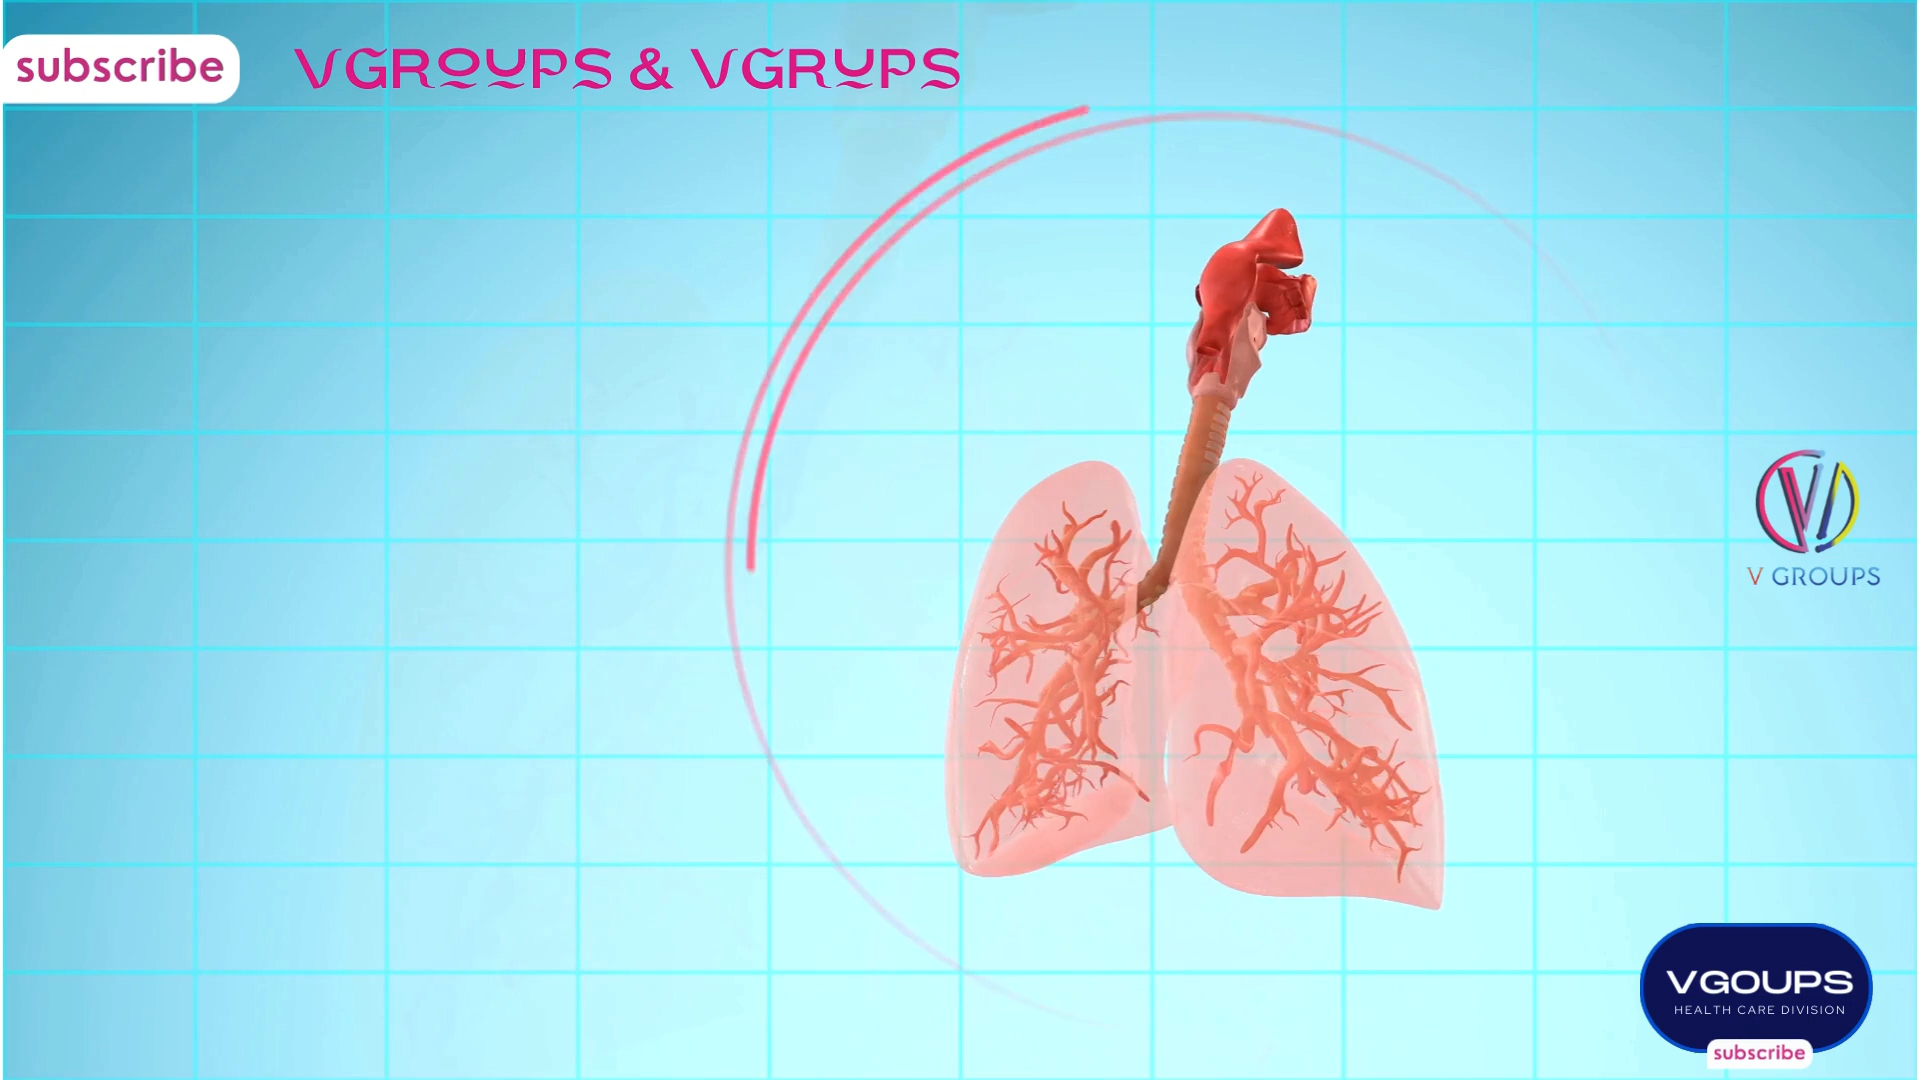 subscribe
VGROUPS & VGRUPS
V GROUPS
VGOUPS
HEALTH CARE DIVISION
subscribe